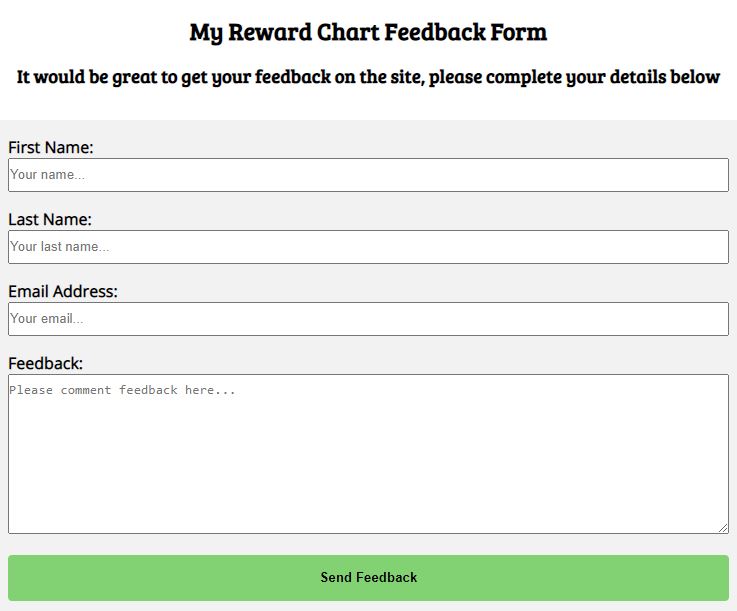 My Reward Chart Feedback Form
It would be great to get your feedback on the site, please complete your details below
First Name:
Your name...
Last Name:
Your last name...
Email Address:
Your email...
Feedback:
Please comment feedback here...
Send Feedback